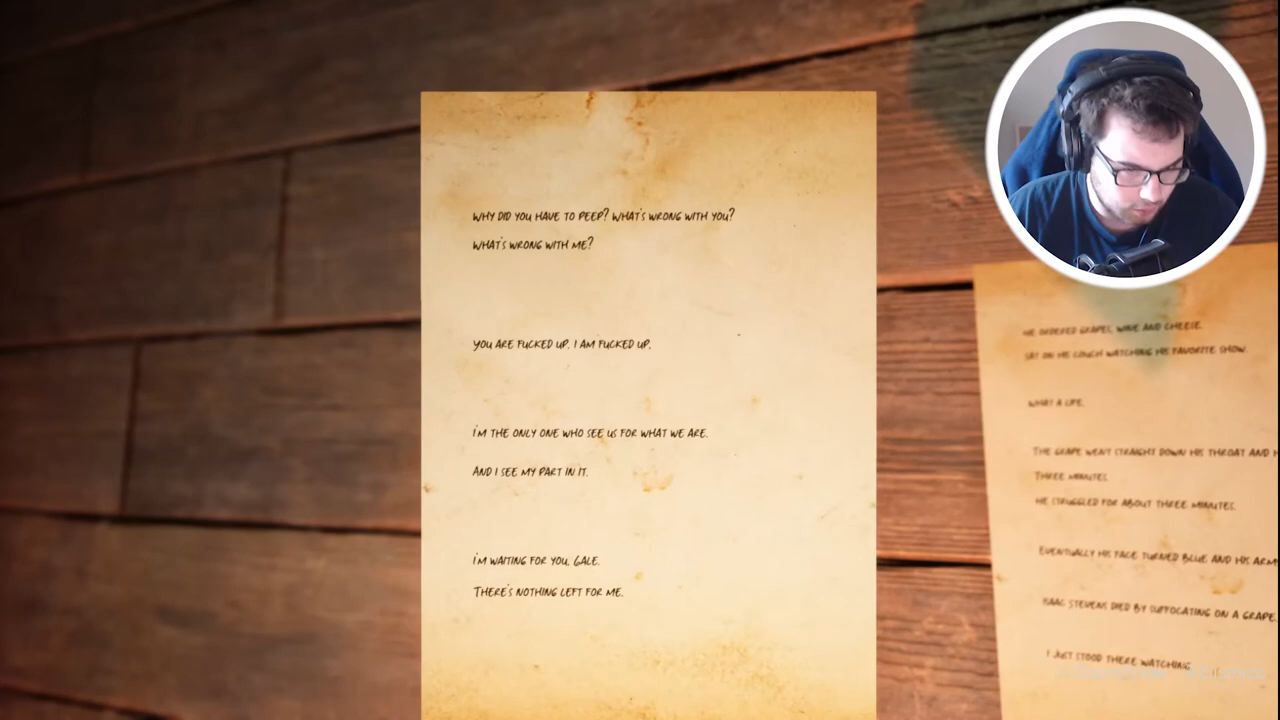 WHY DID YOU HAVE TO PEEP? WHAT'S WRONG WITH YOU?
WHAT'S WRONG WITH ME?
YOU ARE FUCKED UP. I AM FUCKED UP.
I'M THE ONLY ONE WHO SEE US FOR WHAT WE ARE.
AND I SEE MY PART IN IT.
I'M WAITING FOR YOU, GALE.
THERE'S NOTHING LEFT FOR ME.
HE ORDERED GRAPES, WINE AND CHEESE.
SAT ON HIS COUCH WATCHING HIS FAVORITE SHOW.
WHAT A LIFE.
THE GRAPE WENT STRAIGHT DOWN HIS THROAT AND
THREE MINUTES.
HE STRUGGLED FOR ABOUT THREE MINUTES.
EVENTUALLY HIS FACE TURNED BLUE AND HIS ARM
ISAAC STEVENS DIED BY SUFFOCATING ON A GRAPE.
I JUST STOOD THERE WATCHING